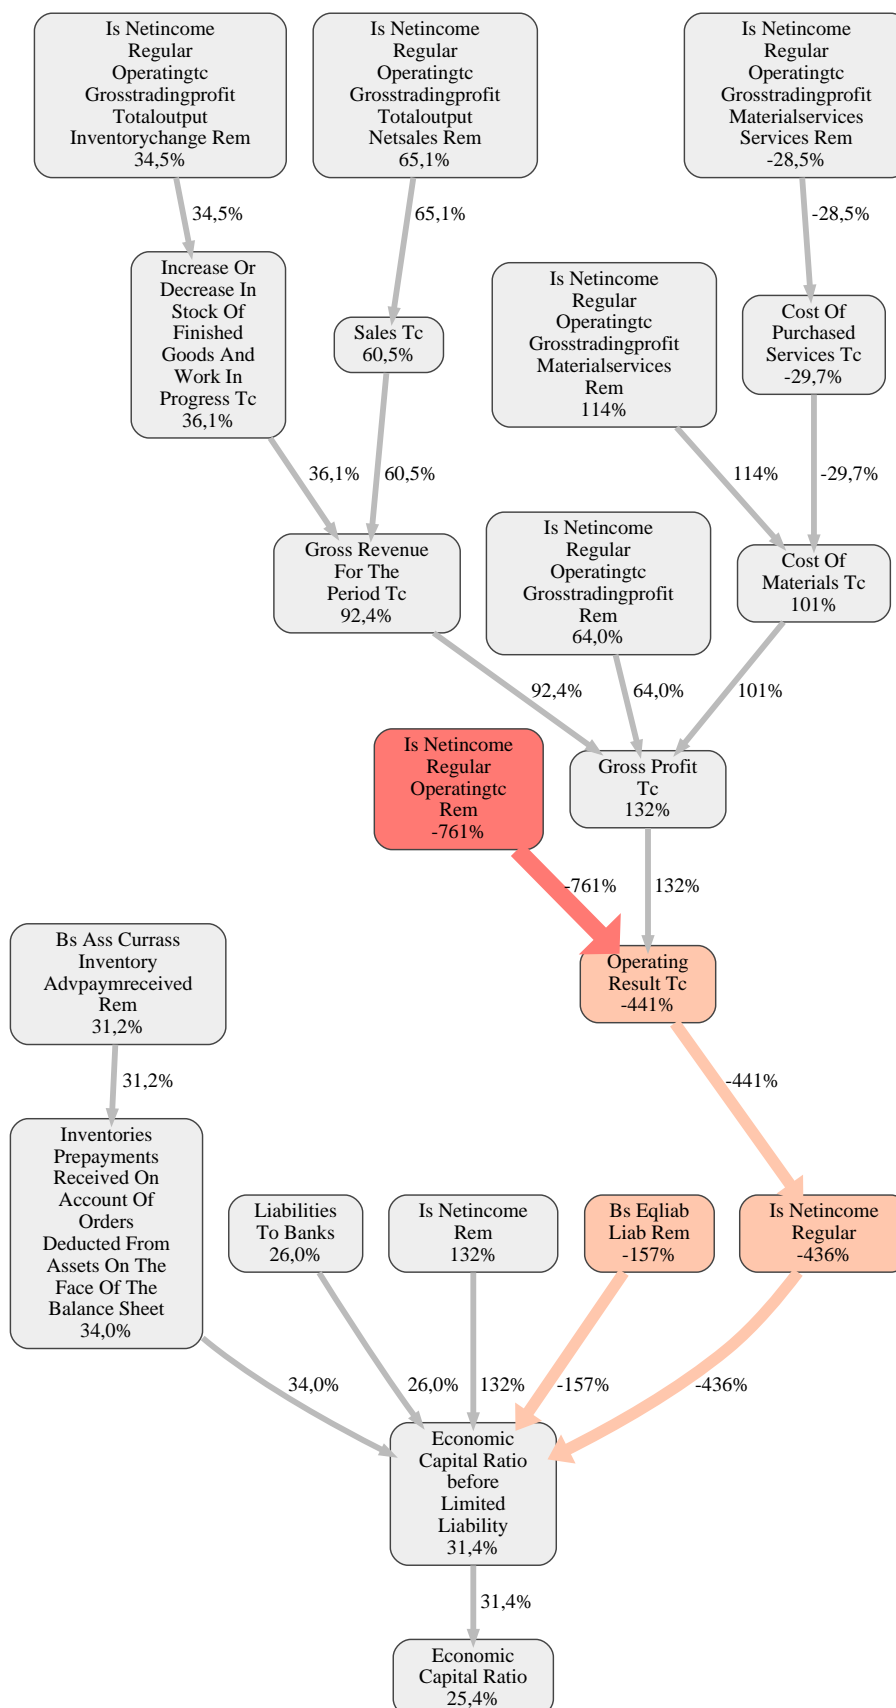 Is Netincome
Regular
Operatingtc
Grosstradingprofit
Totaloutput
Inventorychange Rem
34,5%
Is Netincome
Regular
Operatingtc
Grosstradingprofit
Totaloutput
Netsales Rem
65,1%
Is Netincome
Regular
Operatingtc
Grosstradingprofit
Materialservices
Services Rem
-28,5%
34,5%
65,1%
-28,5%
Increase Or
Decrease In
Stock Of
Finished
Goods And
Work In
Progress Tc
36,1%
Sales Tc
60,5%
Is Netincome
Regular
Operatingtc
Grosstradingprofit
Materialservices
Rem
114%
Cost Of
Purchased
Services Tc
-29,7%
36,1%
60,5%
114%
-29,7%
Gross Revenue
For The
Period Tc
92,4%
Is Netincome
Regular
Operatingtc
Grosstradingprofit
Rem
64,0%
Cost Of
Materials Tc
101%
92,4%
64,0%
101%
Is Netincome
Regular
Operatingtc
Rem
-761%
Gross Profit
Tc
132%
-761%
132%
Bs Ass Currass
Inventory
Advpaymreceived
Rem
31,2%
Operating
Result Tc
-441%
31,2%
-441%
Inventories
Prepayments
Received On
Account Of
Orders
Deducted From
Assets On The
Face Of The
Balance Sheet
34,0%
Liabilities
To Banks
26,0%
Is Netincome
Rem
132%
Bs Eqliab
Liab Rem
-157%
Is Netincome
Regular
-436%
34,0%
26,0%
132%
-157%
-436%
Economic
Capital Ratio
before
Limited
Liability
31,4%
31,4%
Economic
Capital Ratio
25,4%